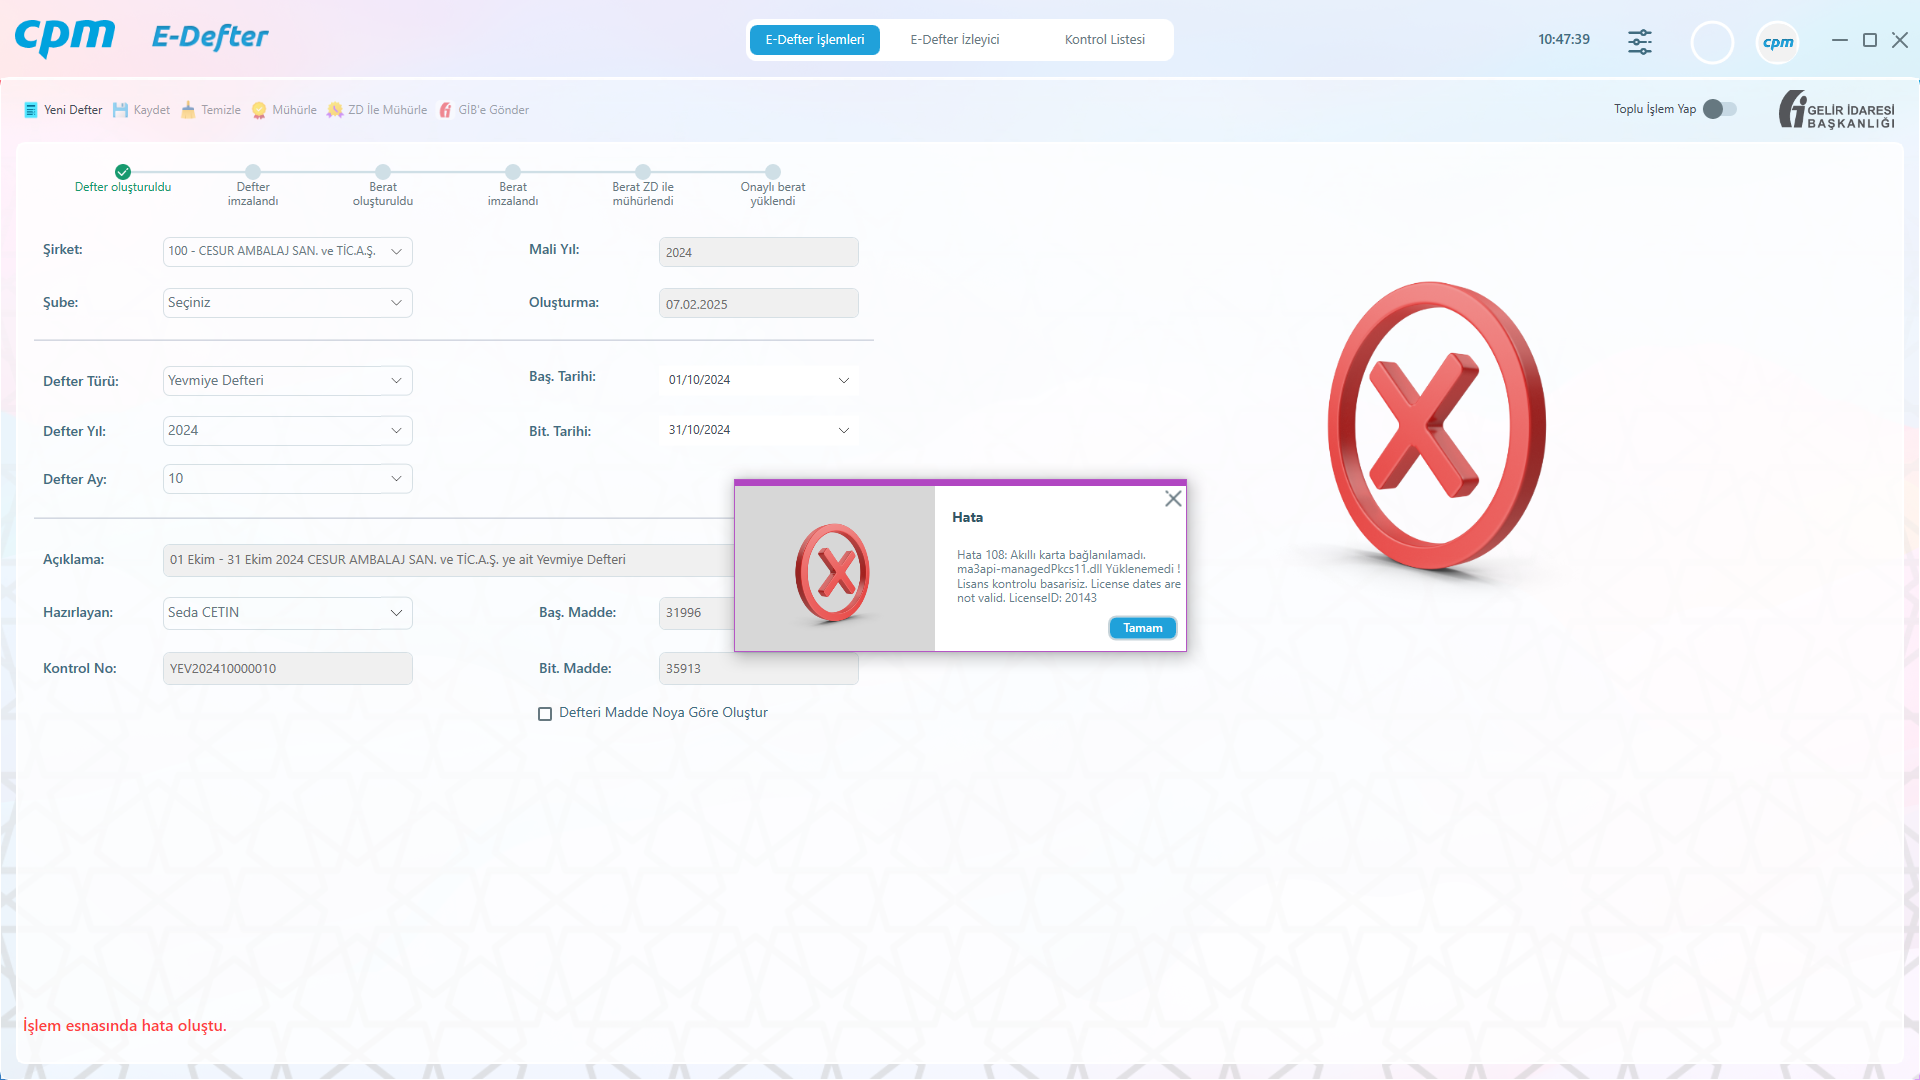 cpm E-Defter
E-Defter İşlemleri E-Defter İzleyici Kontrol Listesi
10:47:39
cpm
Yeni Defter Kaydet Temizle Mühürle ZD İle Mühürle GİB'e Gönder
Toplu İşlem Yap
GELİR İDARESİ
BAŞKANLIĞI
Defter oluşturuldu
Defter
imzalandı
Berat
oluşturuldu
Berat
imzalandı
Berat ZD ile
mühürlendi
Onaylı berat
yüklendi
Şirket: 100 - CESUR AMBALAJ SAN. ve TİC.A.Ş. Mali Yıl: 2024
Şube: Seçiniz Oluşturma: 07.02.2025
Defter Türü: Yevmiye Defteri Baş. Tarihi: 01/10/2024
Defter Yıl: 2024 Bit. Tarihi: 31/10/2024
Defter Ay: 10
Açıklama: 01 Ekim - 31 Ekim 2024 CESUR AMBALAJ SAN. ve TİC.A.Ş. ye ait Yevmiye Defteri
Hazırlayan: Seda CETIN Baş. Madde: 31996
Kontrol No: YEV202410000010 Bit. Madde: 35913
Defteri Madde Noya Göre Oluştur
Hata
Hata 108: Akıllı karta bağlanılamadı.
ma3api-managedPkcs11.dll Yüklenemedi !
Lisans kontrolu basarisiz. License dates are
not valid. LicenseID: 20143
Tamam
İşlem esnasında hata oluştu.